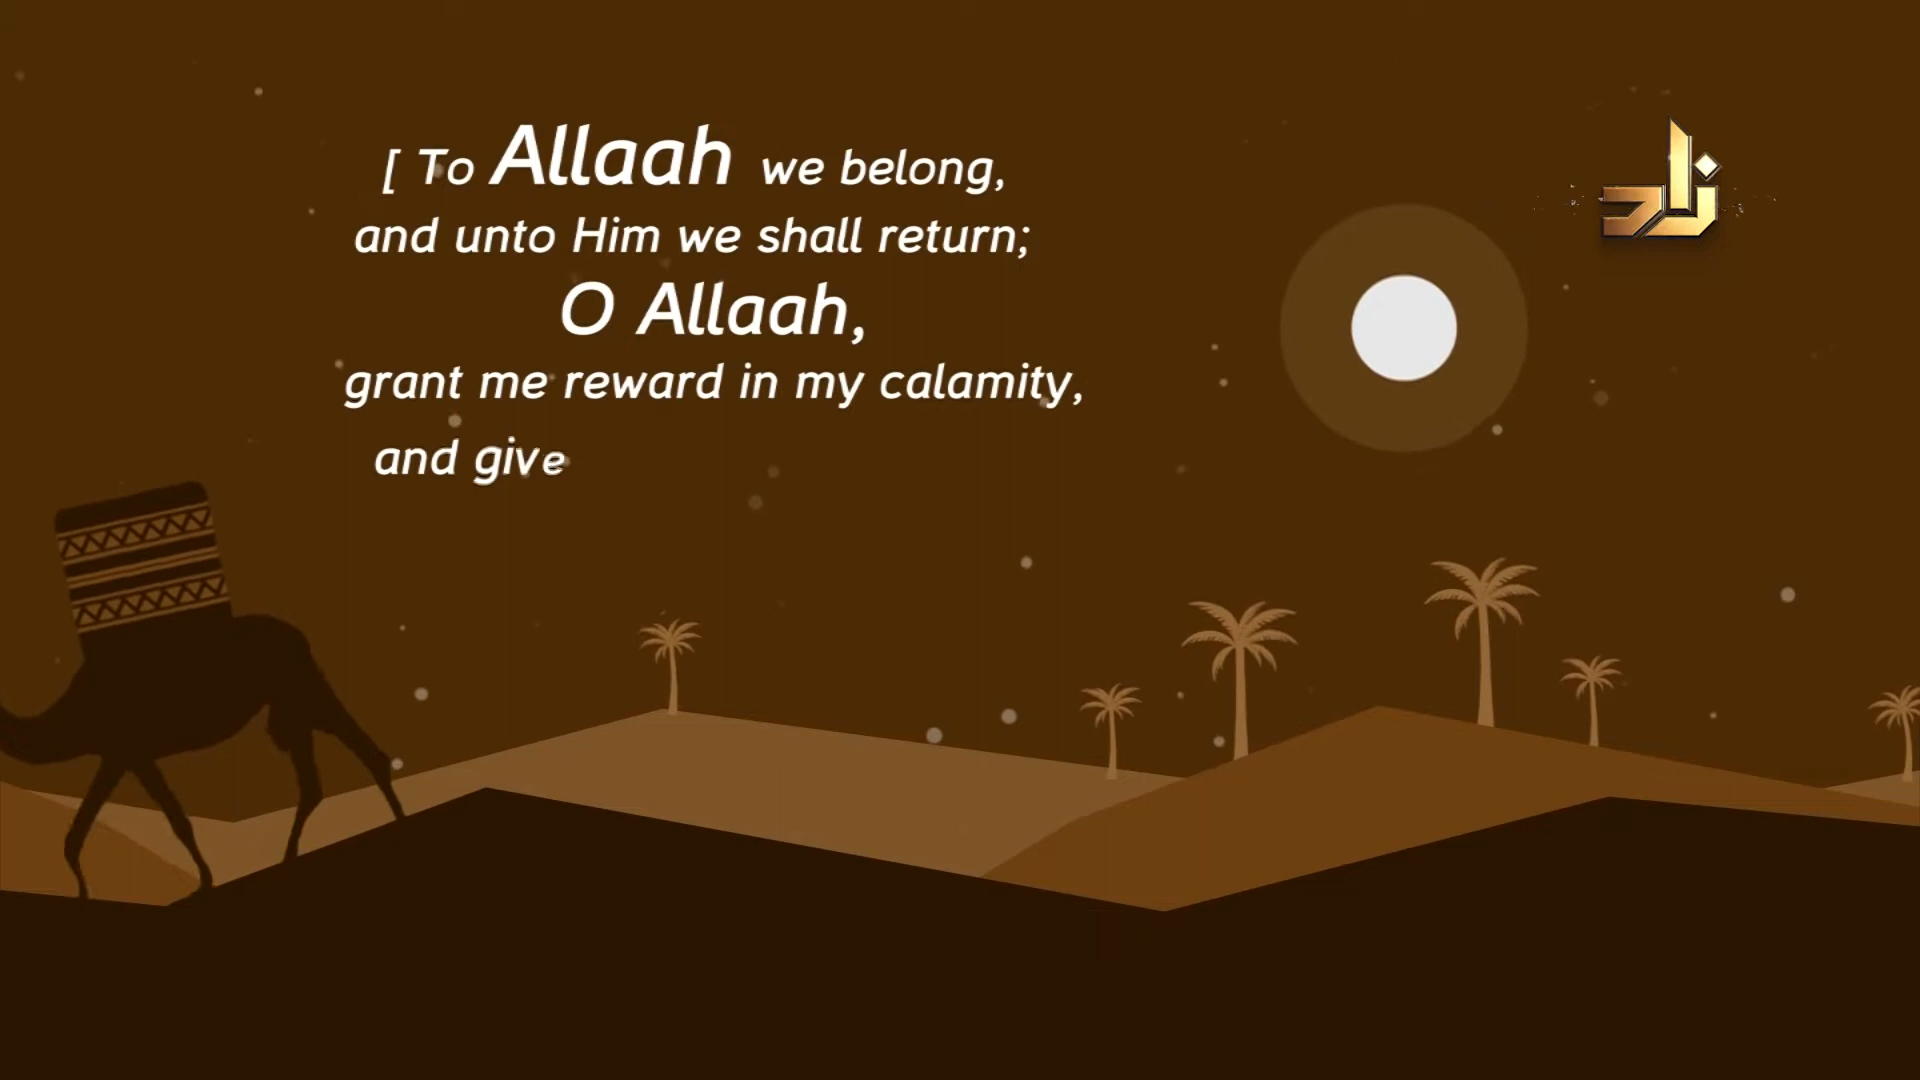 [ To Allaah we belong,
and unto Him we shall return;
O Allaah,
grant me reward in my calamity,
and give
زاد